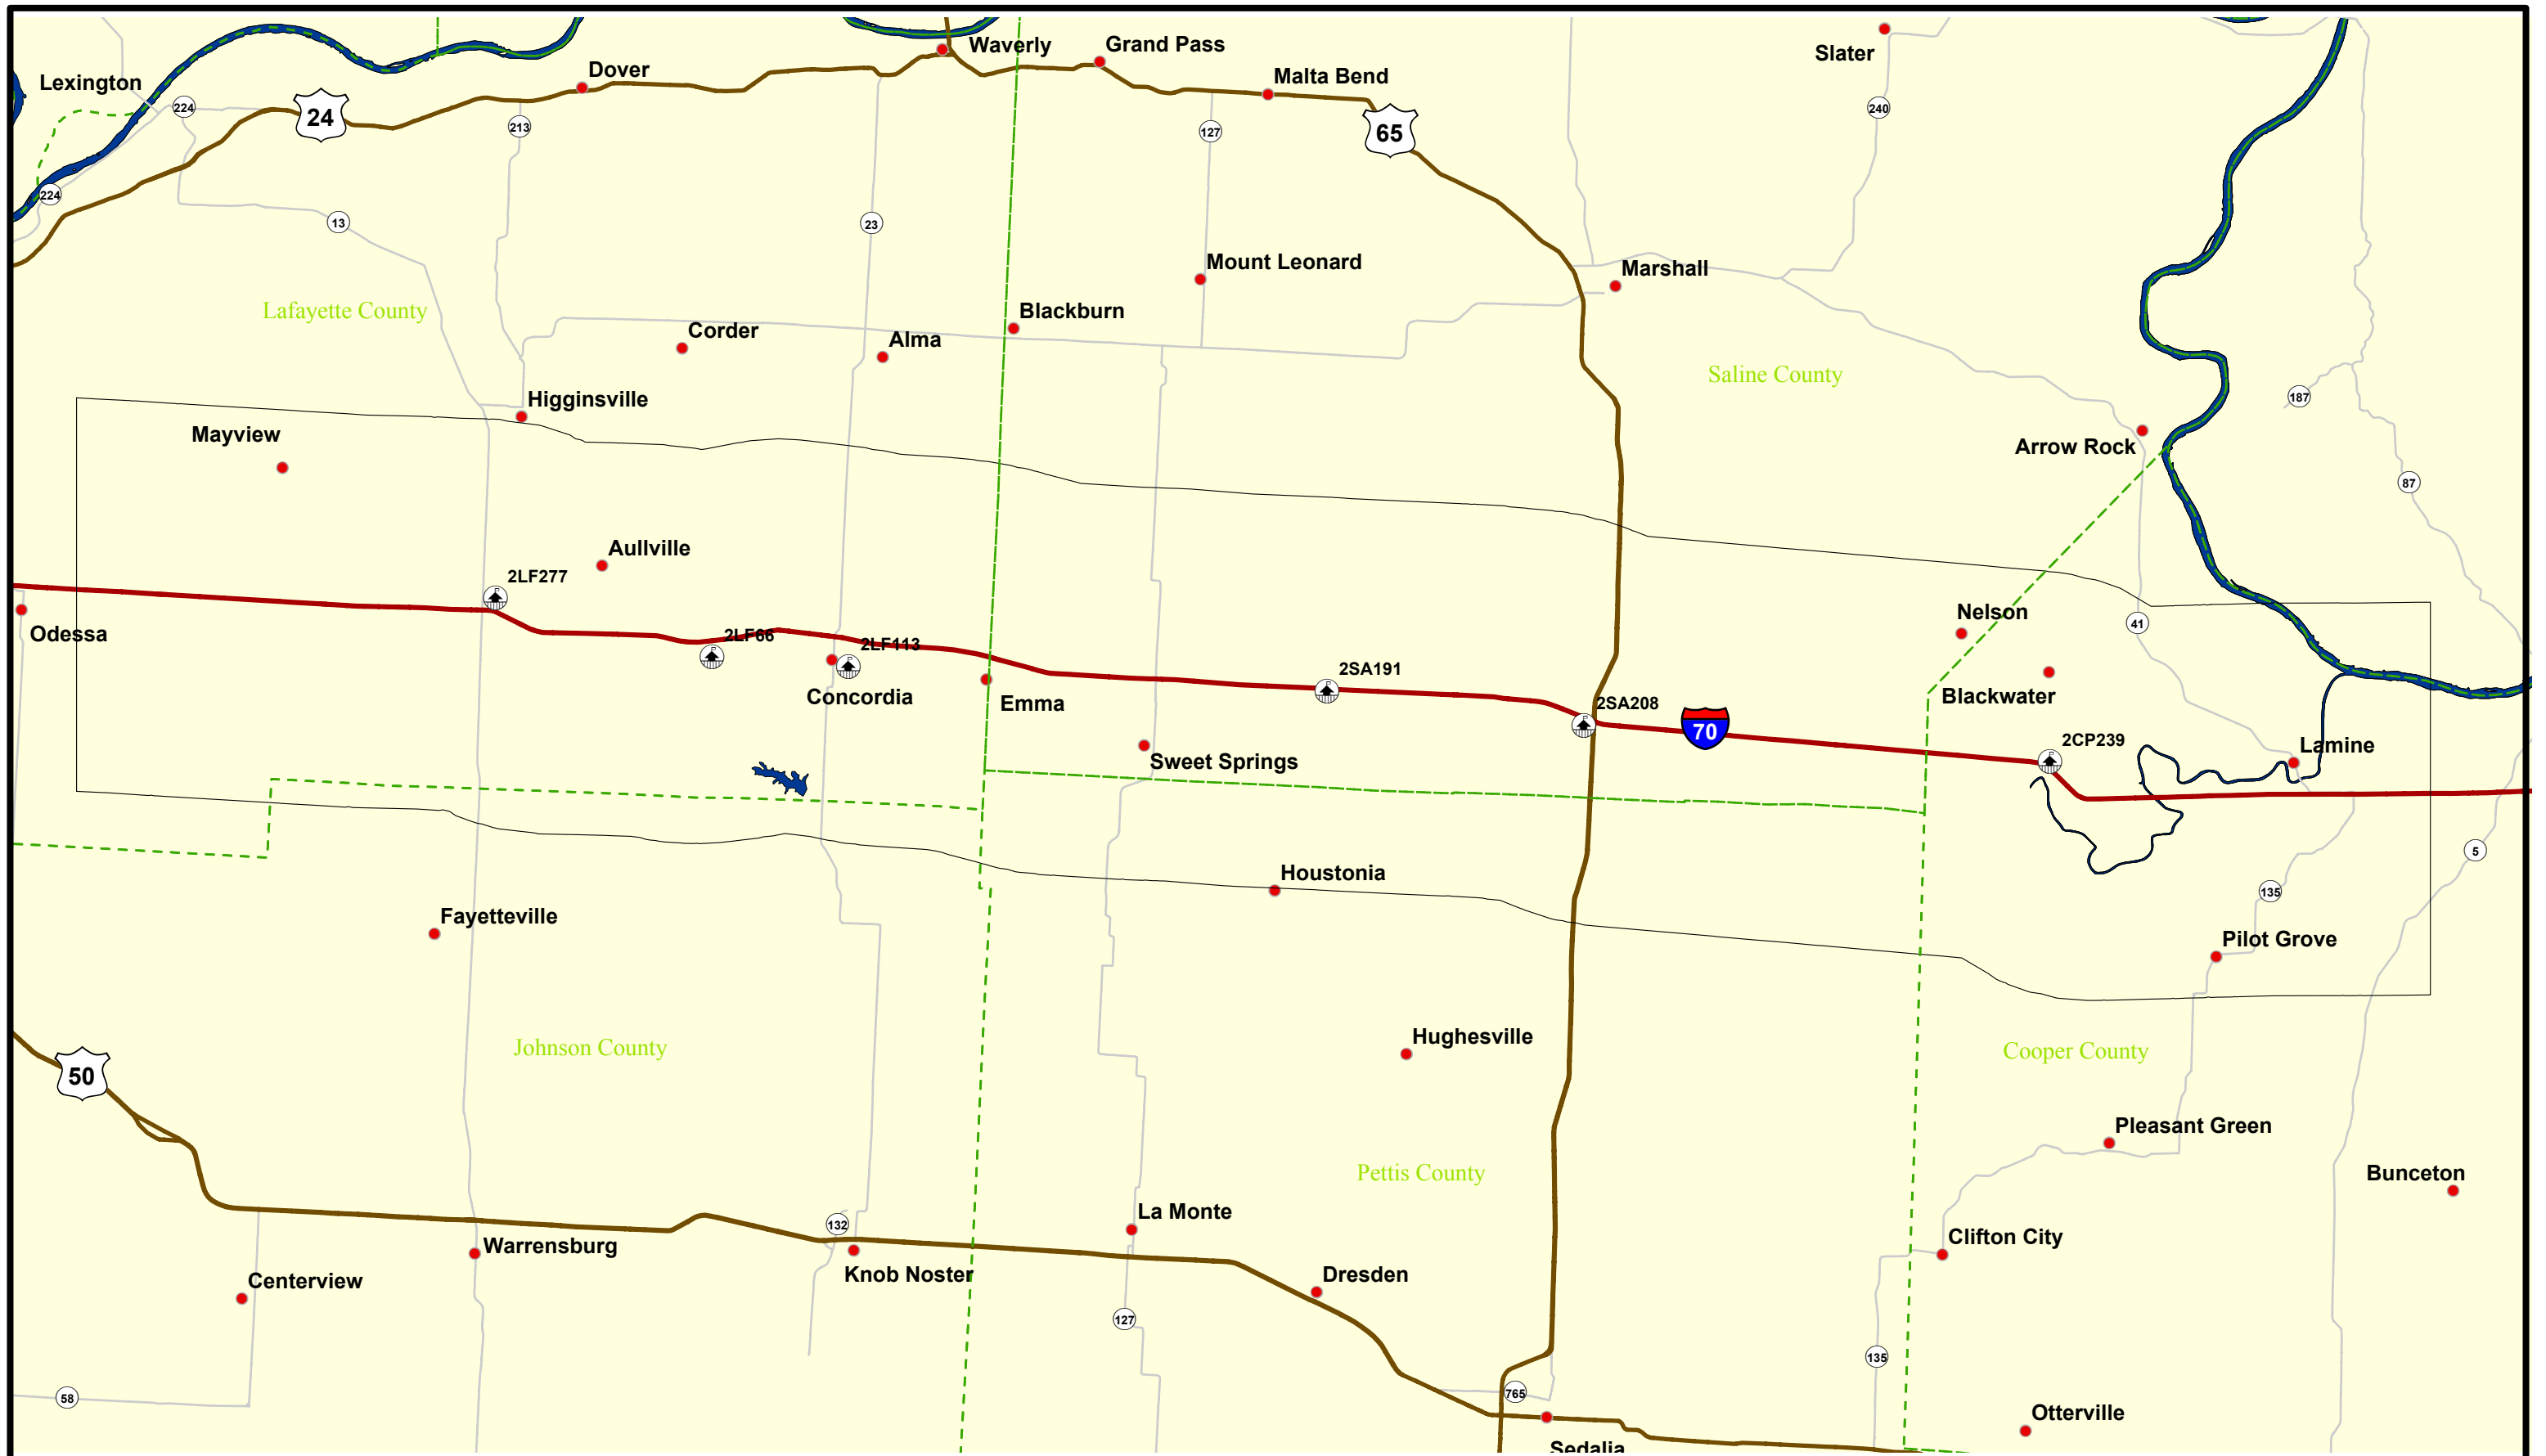 Waverly
Grand Pass
Slater
Dover
Malta Bend
Lexington
224
24
213
127
65
240
224
13
23
Mount Leonard
Marshall
Lafayette County
Blackburn
Corder
Alma
Saline County
187
Higginsville
Mayview
Arrow Rock
87
Aullville
2LF277
Nelson
41
Odessa
2LF66
2LF113
2SA191
Concordia
Emma
Blackwater
2SA208
70
2CP239
Lamine
Sweet Springs
5
Houstonia
135
Fayetteville
Pilot Grove
Hughesville
Johnson County
Cooper County
50
Pleasant Green
Pettis County
Bunceton
La Monte
132
Warrensburg
Clifton City
Knob Noster
Dresden
Centerview
127
135
765
58
Otterville
Sedalia